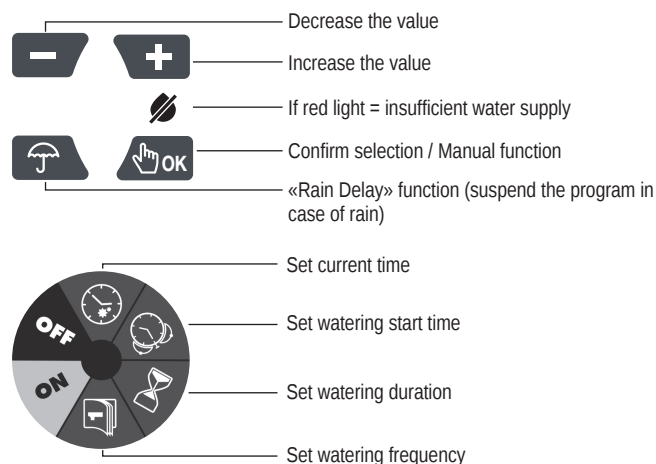 Decrease the value
Increase the value
If red light = insufficient water supply
OK
Confirm selection / Manual function
«Rain Delay» function (suspend the program in
case of rain)
Set current time
OFF
Set watering start time
ON
Set watering duration
Set watering frequency